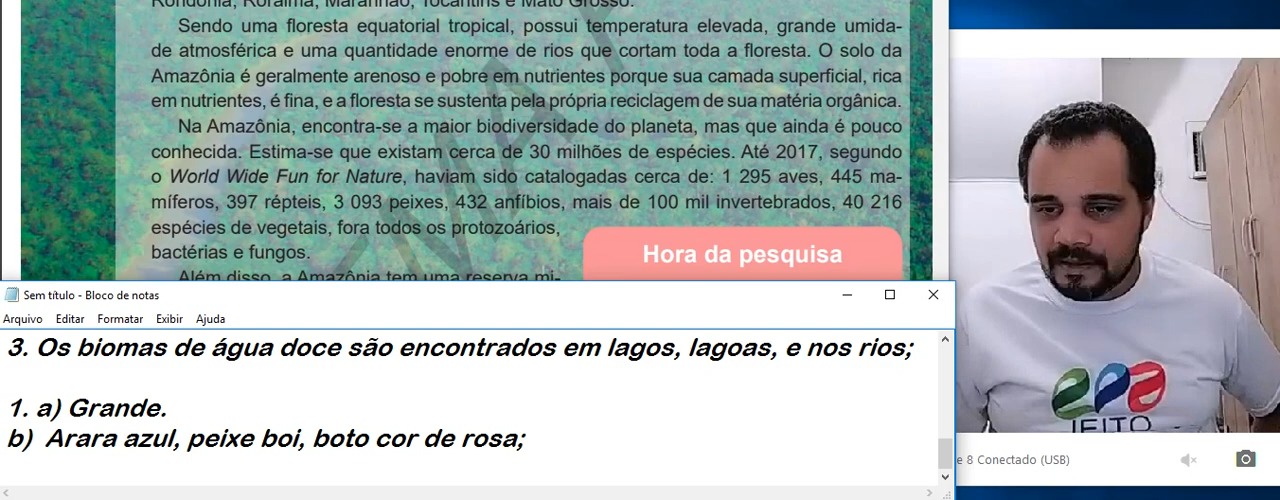 Rondônia, Roraima, Maranhão, Tocantins e Mato Grosso.
Sendo uma floresta equatorial tropical, possui temperatura elevada, grande umida-
de atmosférica e uma quantidade enorme de rios que cortam toda a floresta. O solo da
Amazônia é geralmente arenoso e pobre em nutrientes porque sua camada superficial, rica
em nutrientes, é fina, e a floresta se sustenta pela própria reciclagem de sua matéria orgânica.
Na Amazônia, encontra-se a maior biodiversidade do planeta, mas que ainda é pouco
conhecida. Estima-se que existam cerca de 30 milhões de espécies. Até 2017, segundo
o World Wide Fun for Nature, haviam sido catalogadas cerca de: 1 295 aves, 445 ma-
míferos, 397 répteis, 3 093 peixes, 432 anfíbios, mais de 100 mil invertebrados, 40 216
espécies de vegetais, fora todos os protozoários,
bactérias e fungos.
Além disso, a Amazônia tem uma reserva mi-
Hora da pesquisa
Sem título - Bloco de notas
Arquivo Editar Formatar Exibir Ajuda
3. Os biomas de água doce são encontrados em lagos, lagoas, e nos rios;
1. a) Grande.
b) Arara azul, peixe boi, boto cor de rosa;
JEITO
e 8 Conectado (USB)